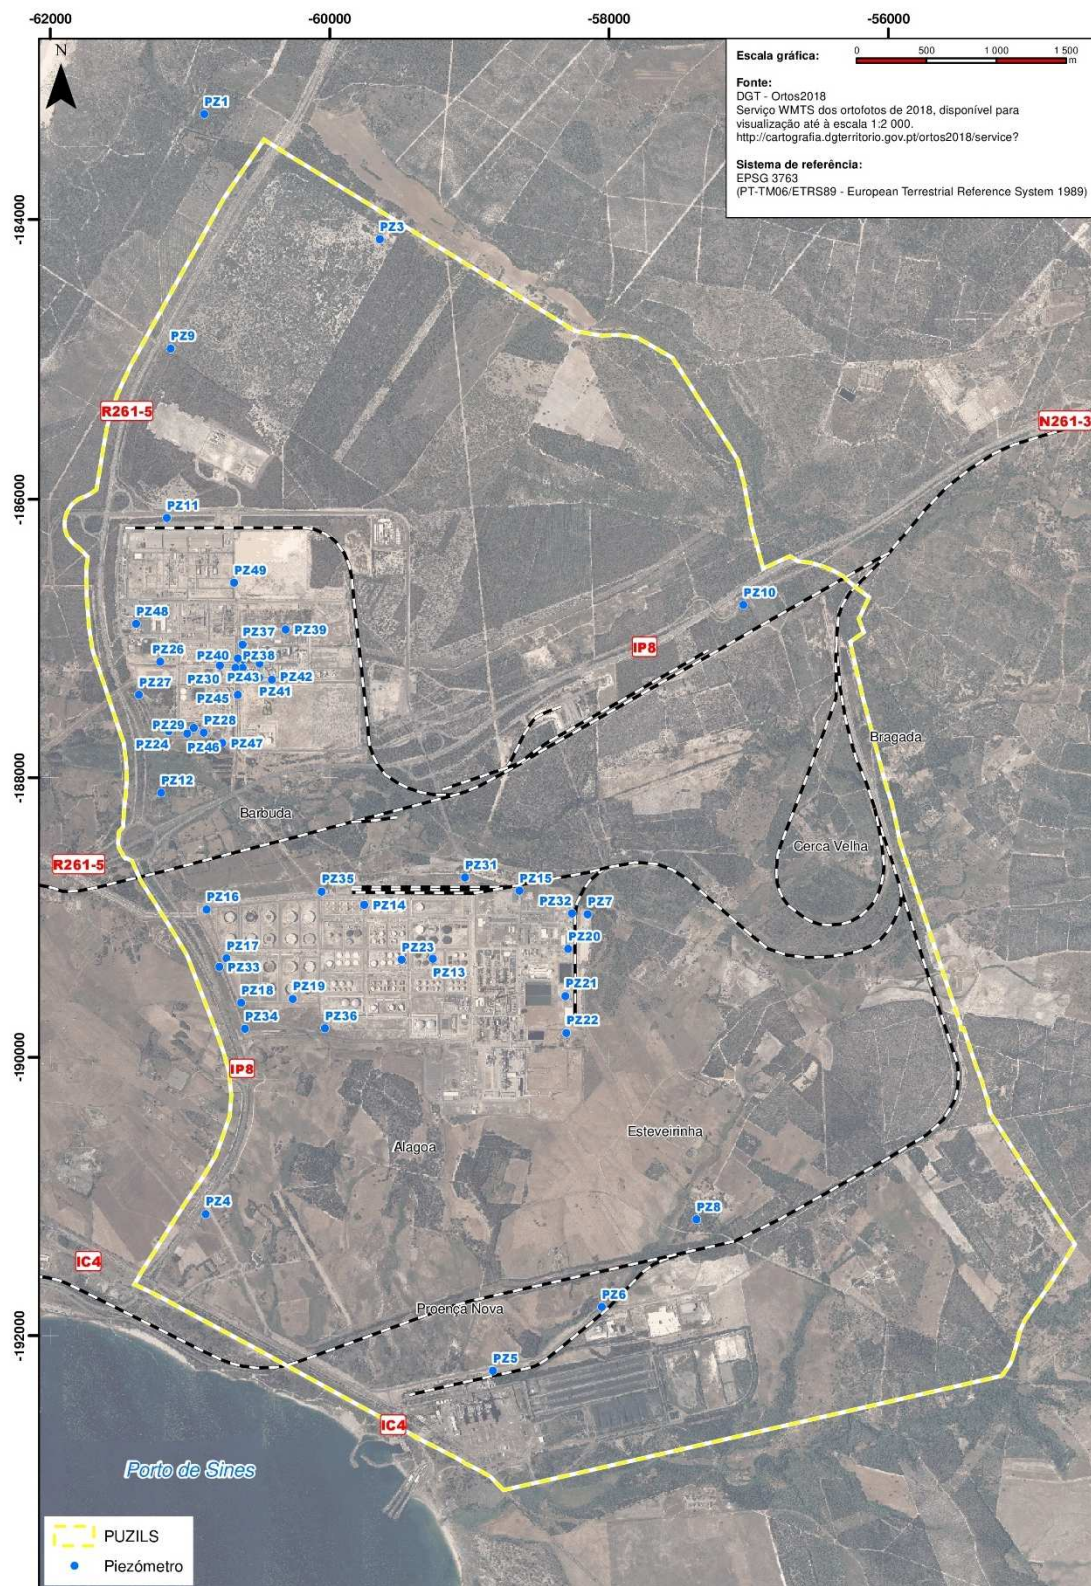 -62000
-60000
-58000
-56000
N
Escala gráfica:
0 500 1 000 1 500
m
Fonte:
DGT - Ortos2018
Serviço WMTS dos ortofotos de 2018, disponível para
visualização até à escala 1:2 000.
http://cartografia.dgterritorio.gov.pt/ortos2018/service?
Sistema de referência:
EPSG 3763
(PT-TM06/ETRS89 - European Terrestrial Reference System 1989)
PZ1
-184000
PZ3
PZ9
R261-5
N261-3
-186000
PZ11
PZ49
PZ10
PZ48
PZ37
PZ39
PZ26
PZ40
PZ38
IP8
PZ30
PZ43
PZ42
PZ27
PZ45
PZ41
PZ29
PZ28
PZ24
PZ46
PZ47
Bragada
-188000
PZ12
Barbuda
Cerca Velha
R261-5
PZ31
PZ35
PZ15
PZ16
PZ14
PZ32
PZ7
PZ17
PZ23
PZ20
PZ33
PZ13
PZ18
PZ19
PZ21
PZ34
PZ36
PZ22
-190000
IP8
Esteveirinha
Alagoa
PZ4
PZ8
IC4
Proença Nova
PZ6
-192000
PZ5
IC4
Porto de Sines
PUZILS
Piezómetro